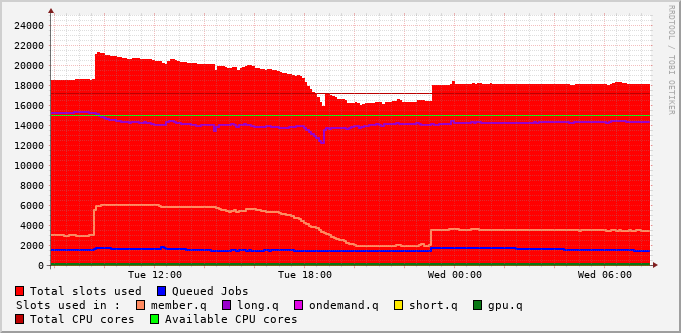 24000
22000
20000
18000
16000
14000
12000
10000
8000
6000
4000
2000
0
Tue 12:00 Tue 18:00 Wed 00:00 Wed 06:00
Total slots used Queued Jobs
Slots used in : member.q long.q ondemand.q short.q gpu.q
Total CPU cores Available CPU cores
RRDTOOL / TOBI OETIKER